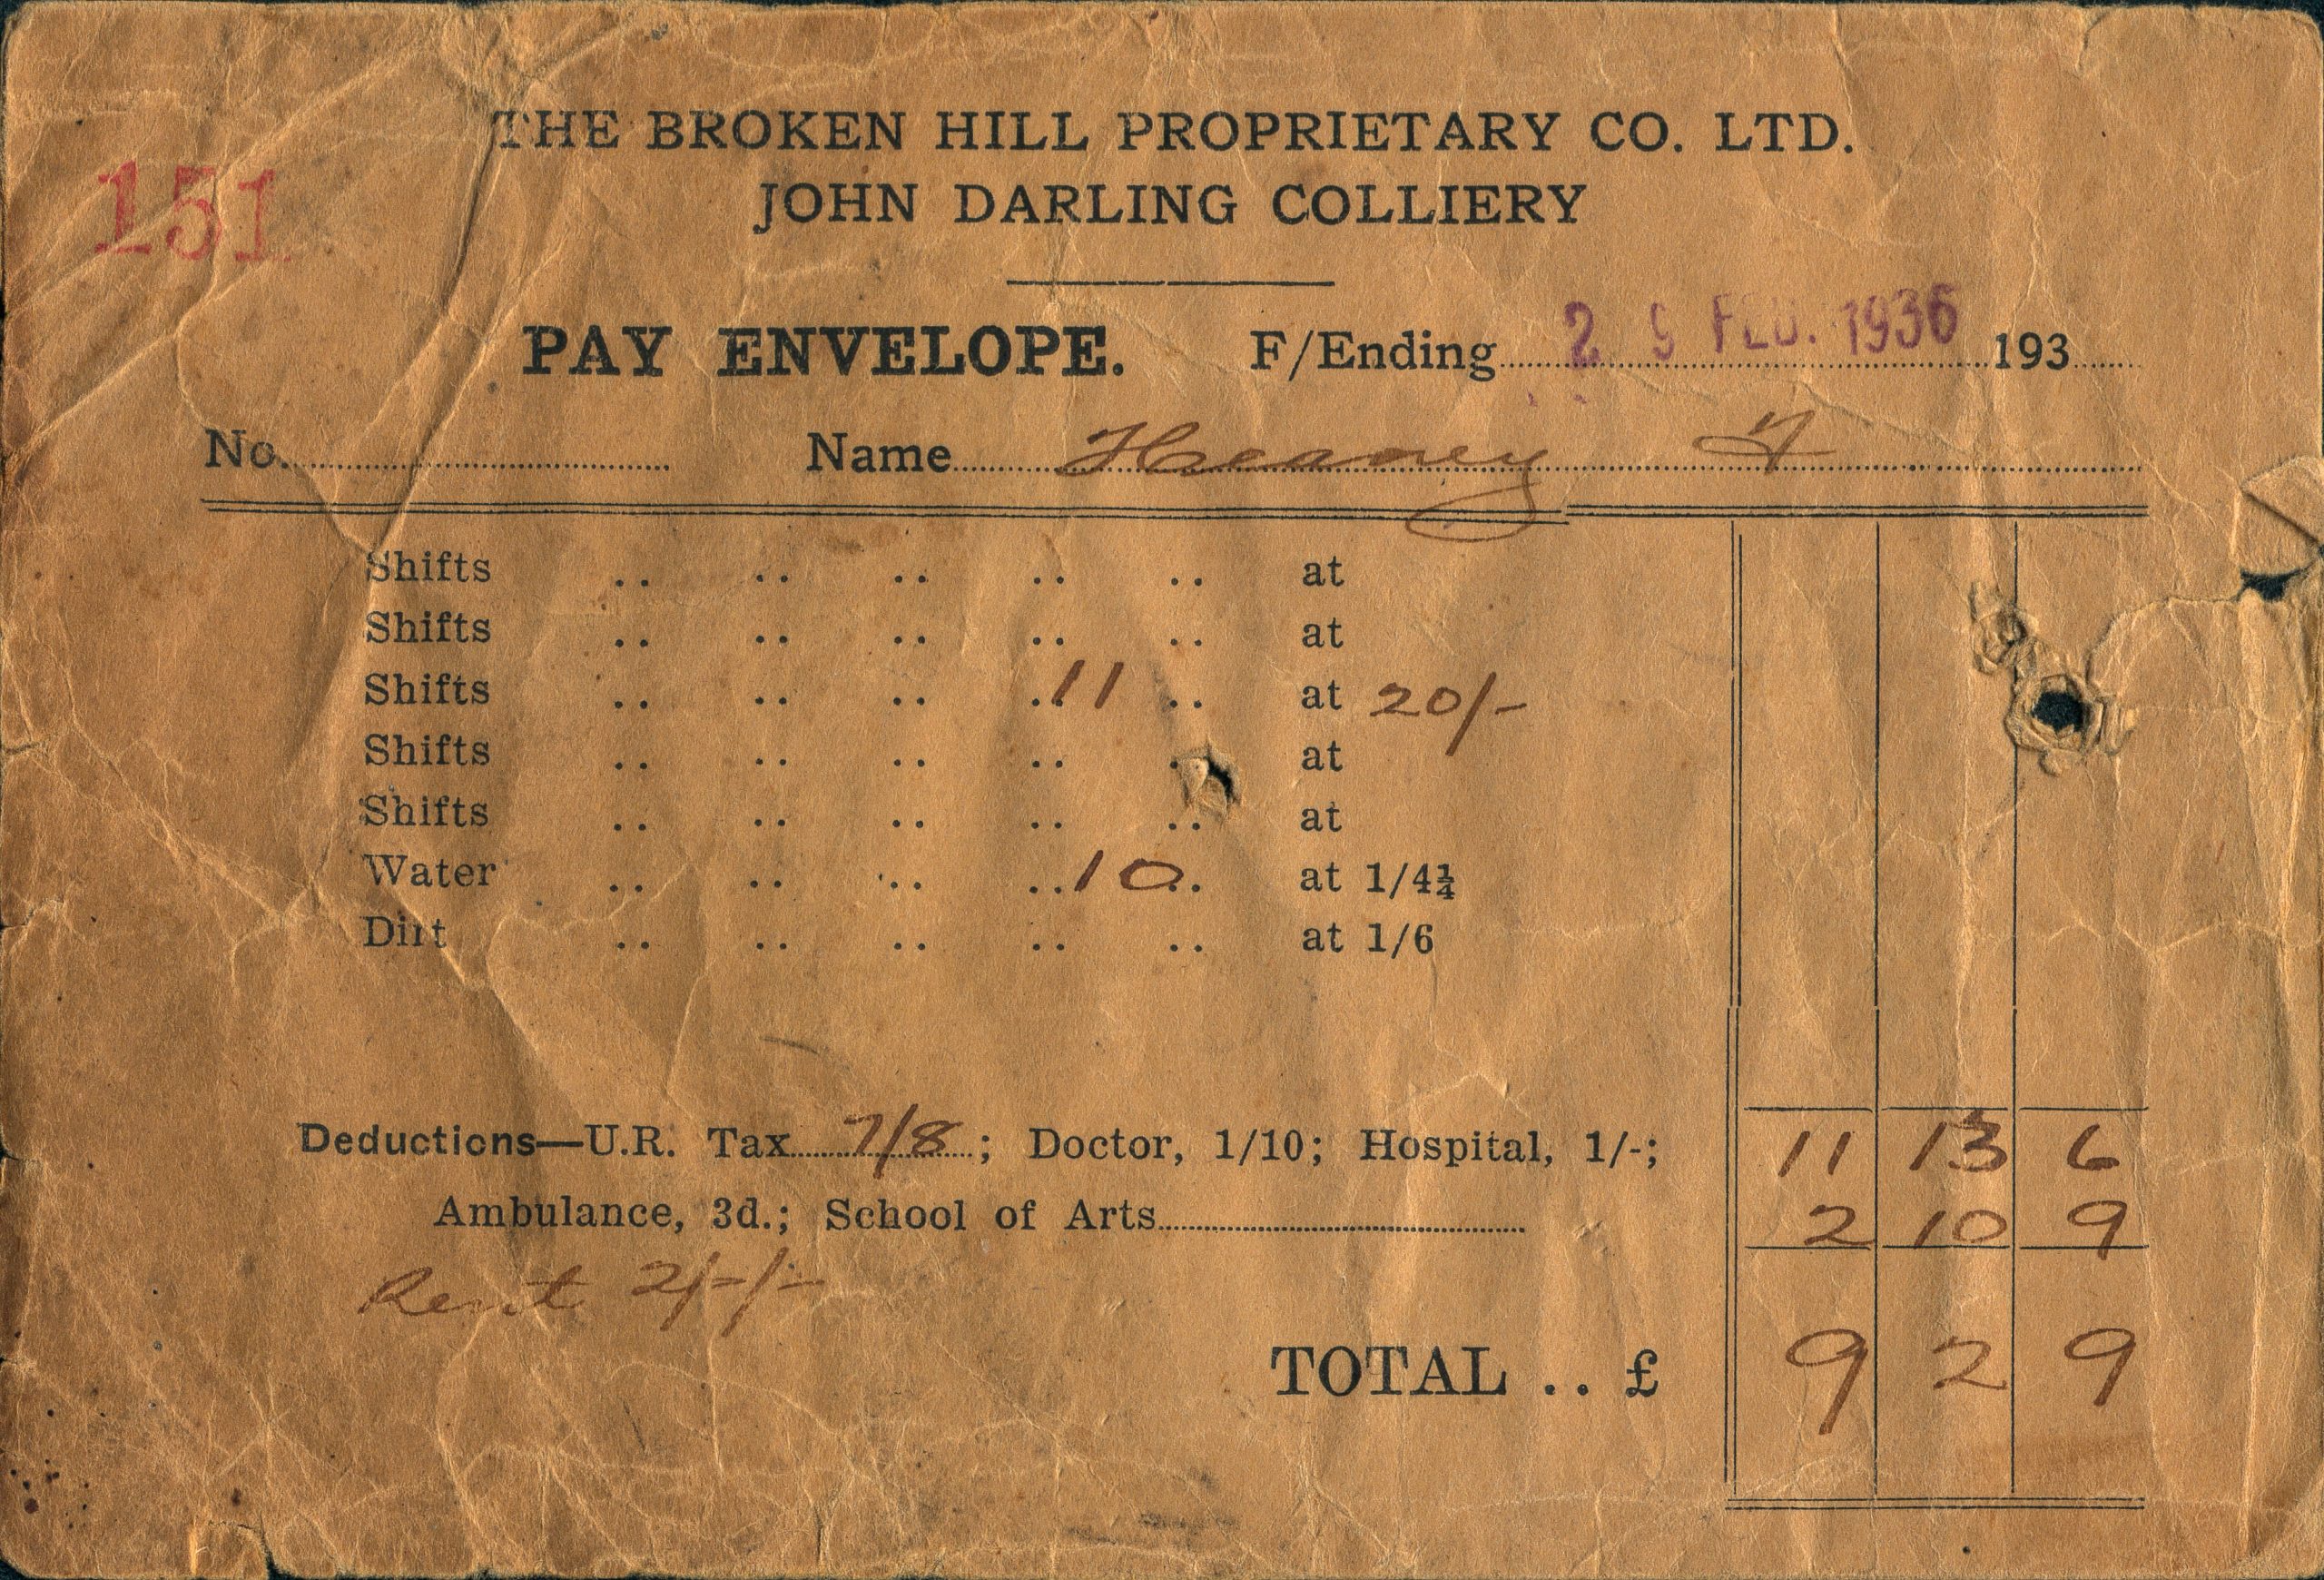 THE BROKEN HILL PROPRIETARY CO. LTD.
151
JOHN DARLING COLLIERY
PAY ENVELOPE. F/Ending 29 FEB. 1936 193
No. Name Heaney F
Shifts .. .. .. .. .. at
Shifts .. .. .. .. .. at
Shifts .. .. .. .. 11 .. at 20/-
Shifts .. .. .. .. .. at
Shifts .. .. .. .. .. at
Water .. .. .. .. 10 .. at 1/4¼
Dirt .. .. .. .. .. at 1/6
Deductions—U.R. Tax 7/8; Doctor, 1/10; Hospital, 1/-; 11 13 6
Ambulance, 3d.; School of Arts 2 10 9
Rent 2/-/-
TOTAL .. £ 9 2 9